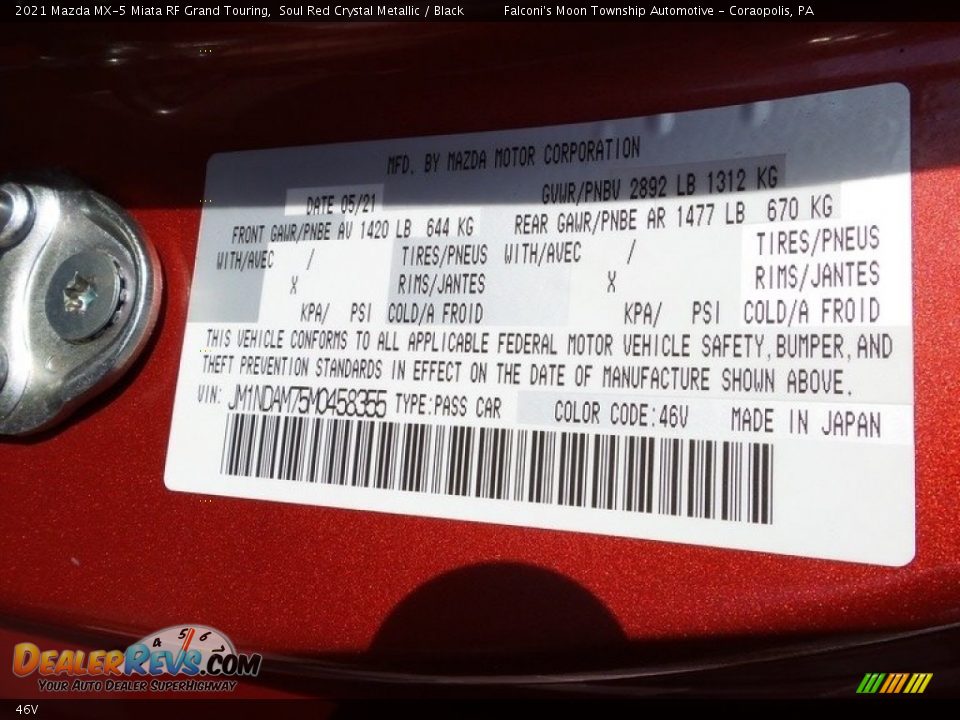 2021 Mazda MX-5 Miata RF Grand Touring, Soul Red Crystal Metallic / Black Falconi's Moon Township Automotive - Coraopolis, PA
MFD. BY MAZDA MOTOR CORPORATION
DATE 05/21 GVWR/PNBV 2892 LB 1312 KG
FRONT GAWR/PNBE AV 1420 LB 644 KG REAR GAWR/PNBE AR 1477 LB 670 KG
WITH/AVEC / TIRES/PNEUS WITH/AVEC / TIRES/PNEUS
X RIMS/JANTES X RIMS/JANTES
KPA/ PSI COLD/A FROID KPA/ PSI COLD/A FROID
THIS VEHICLE CONFORMS TO ALL APPLICABLE FEDERAL MOTOR VEHICLE SAFETY, BUMPER, AND
THEFT PREVENTION STANDARDS IN EFFECT ON THE DATE OF MANUFACTURE SHOWN ABOVE.
VIN: JM1NDAM75M0458355 TYPE:PASS CAR COLOR CODE:46V MADE IN JAPAN
4 5 6
DEALERREVS.COM
YOUR AUTO DEALER SUPERHIGHWAY
46V